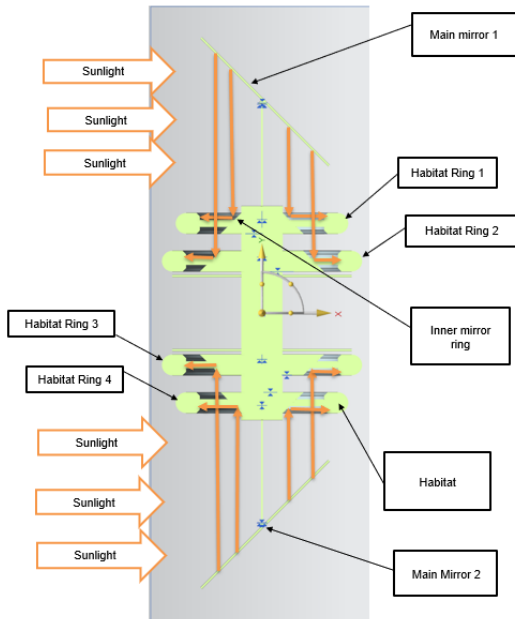 Main mirror 1
Sunlight
Sunlight
Sunlight
Habitat Ring 1
Habitat Ring 2
Y
X
Inner mirror
ring
Habitat Ring 3
Habitat Ring 4
Sunlight
Habitat
Sunlight
Sunlight
Main Mirror 2